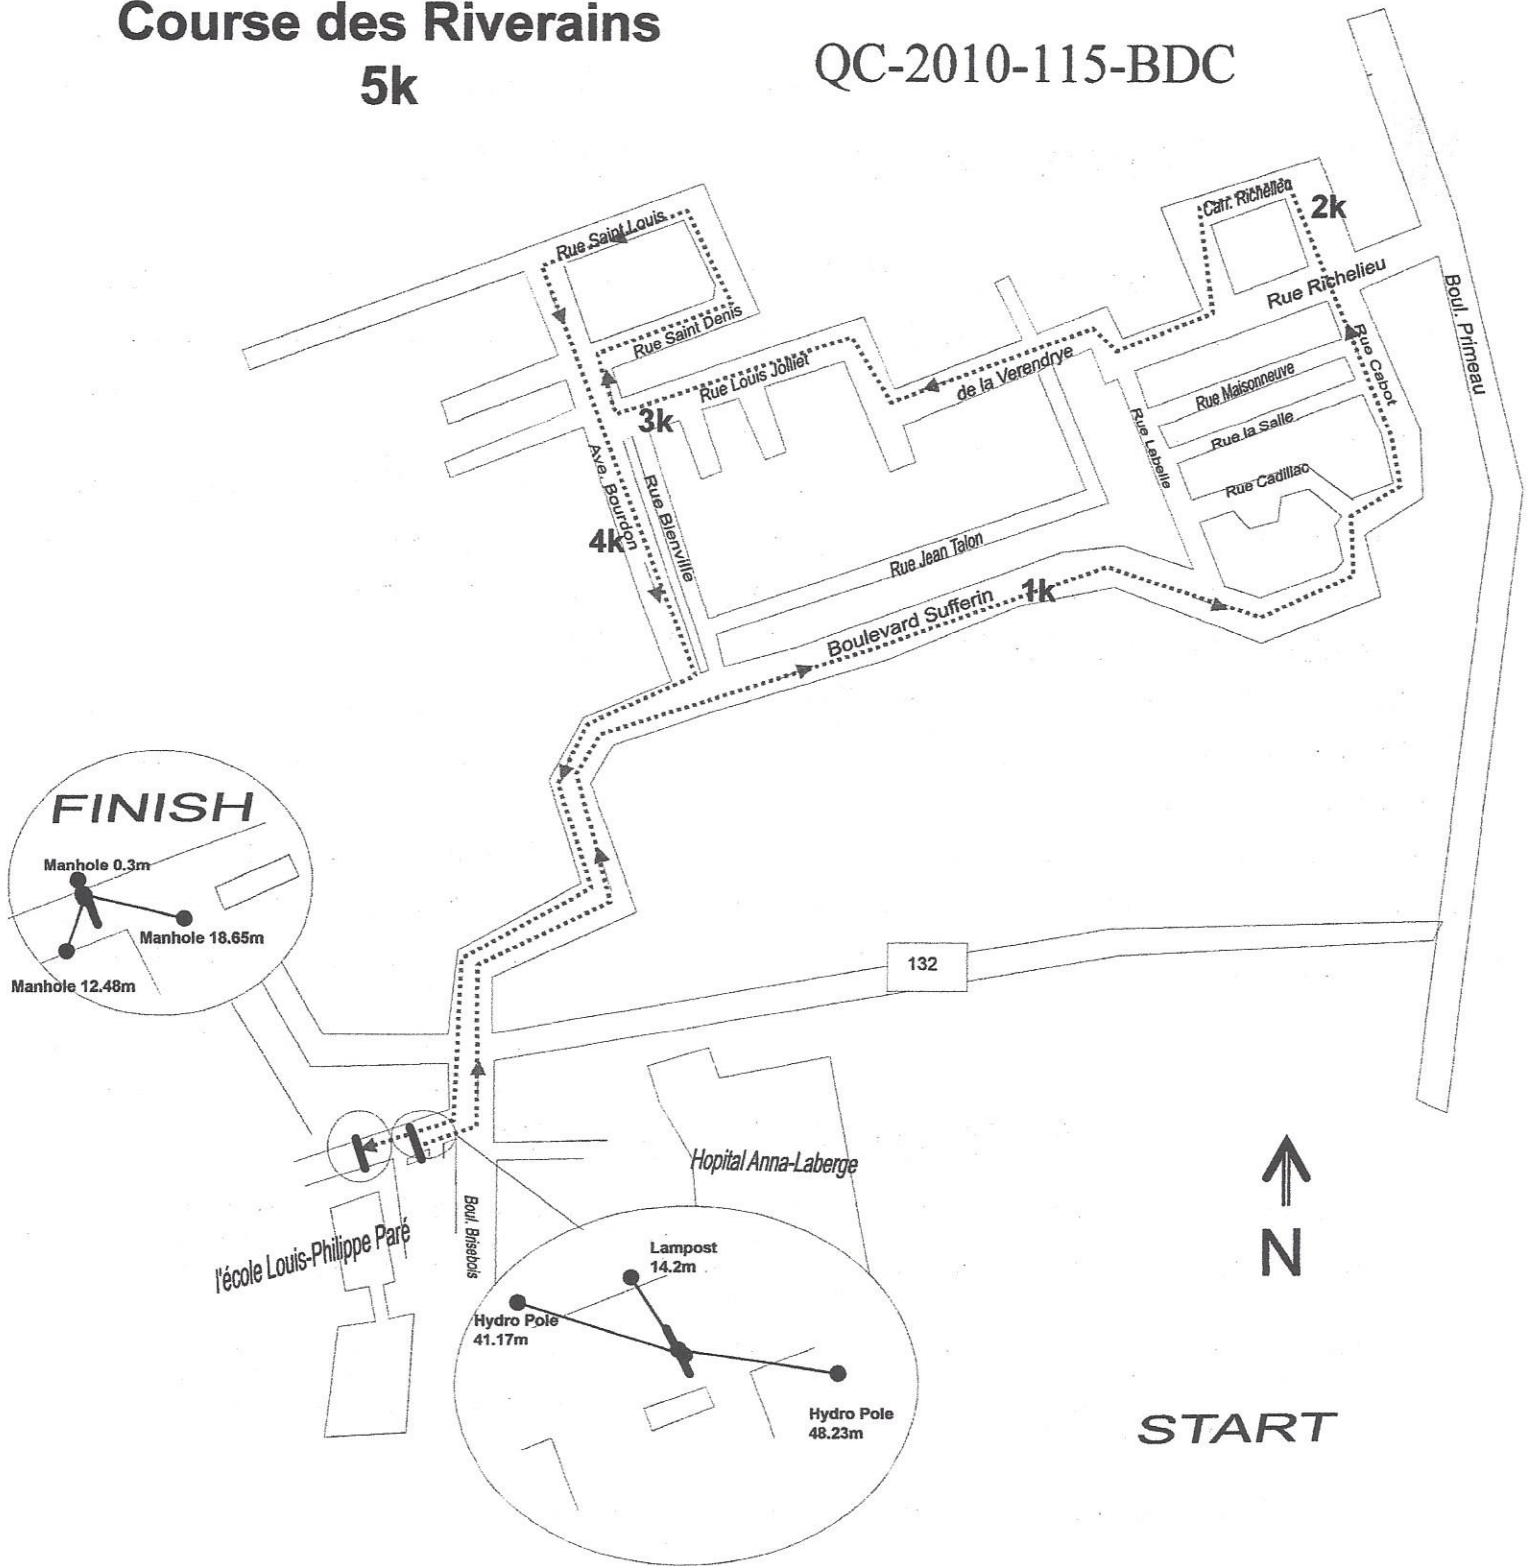 Course des Riverains
5k
QC-2010-115-BDC
Carr. Richelieu
2k
Rue Saint Louis
Rue Richelieu
Boul. Primeau
Rue Saint Denis
Rue Cabot
Rue Louis Jolliet
de la Verendrye
Rue Maisonneuve
3k
Rue Labelle
Rue la Salle
Rue Cadillac
Ave. Bourdon
Rue Bienville
4k
Rue Jean Talon
1k
Boulevard Sufferin
FINISH
Manhole 0.3m
Manhole 18.65m
Manhole 12.48m
132
Hopital Anna-Laberge
N
Boul. Brisebois
l'école Louis-Philippe Paré
Lampost
14.2m
Hydro Pole
41.17m
Hydro Pole
48.23m
START